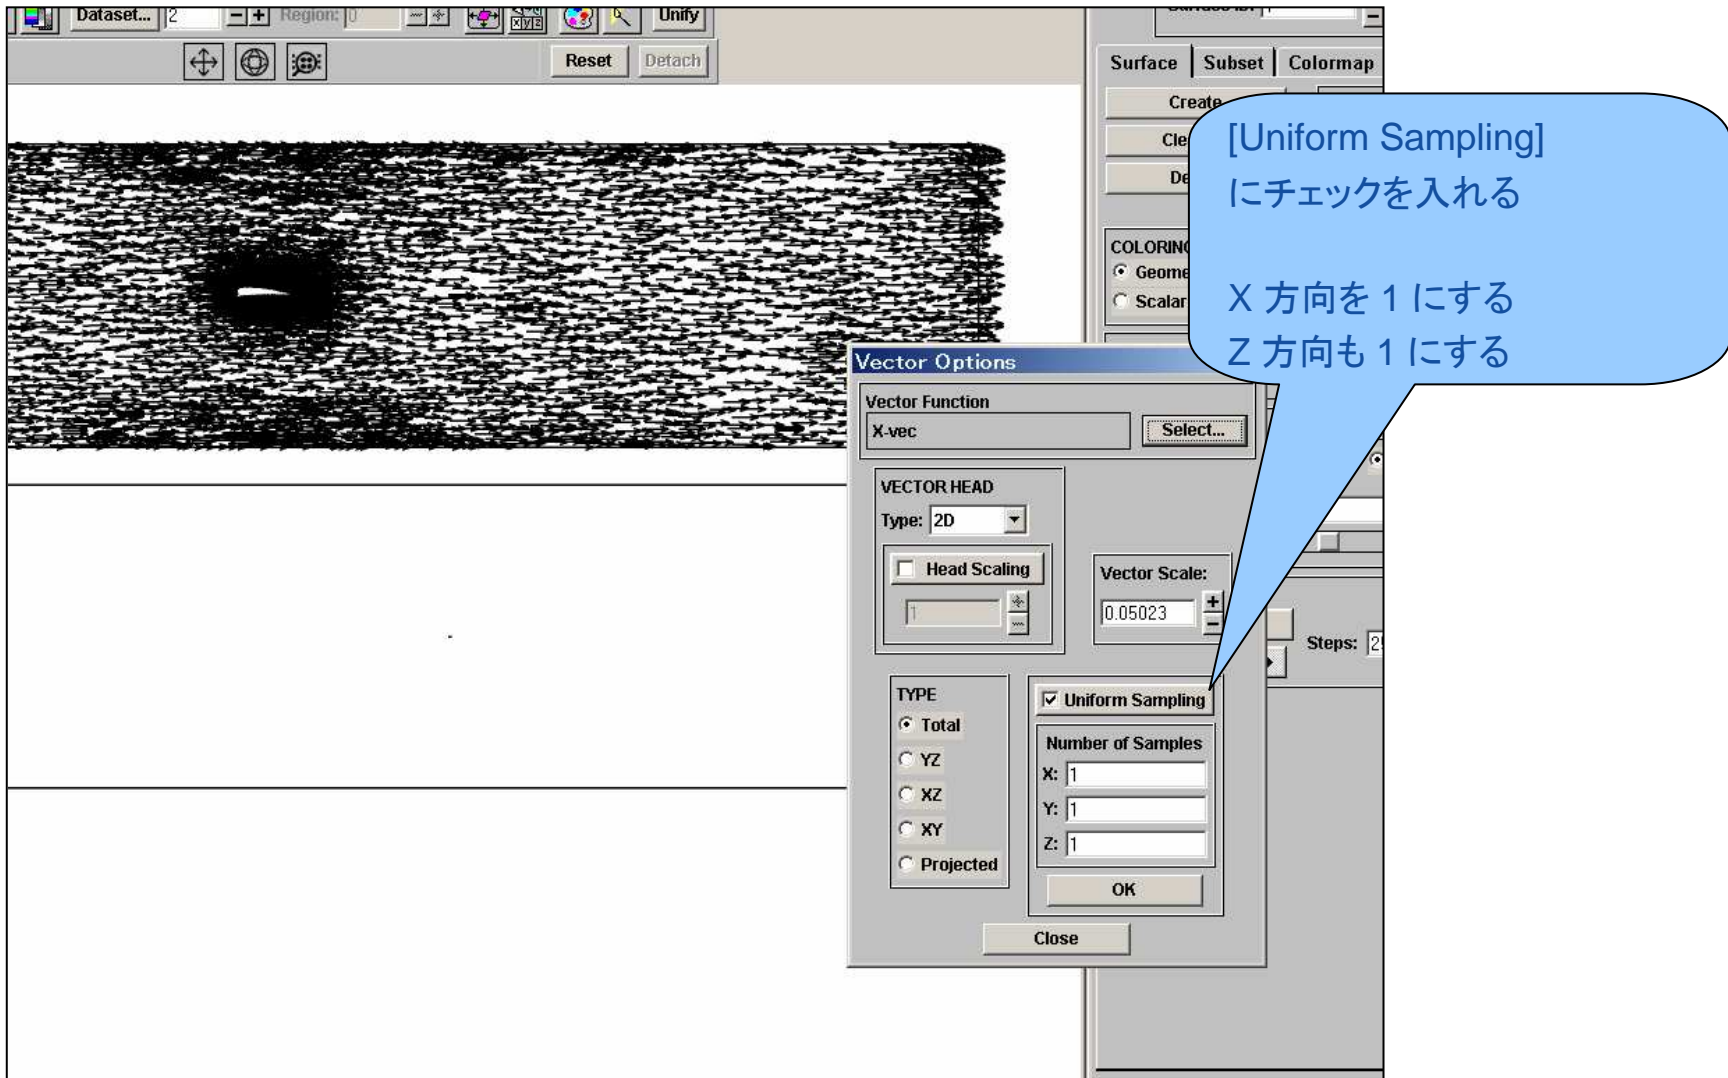 Dataset... 2 Region: 0 Unify
Reset Detach
Surface Subset Colormap
Create
[Uniform Sampling]
にチェックを入れる
X 方向を 1 にする
Z 方向も 1 にする
Scalar
Vector Options
Vector Function
X-vec Select...
VECTOR HEAD
Type: 2D
Head Scaling
1
Vector Scale:
0.05023
Steps:
TYPE
Total
YZ
XZ
XY
Projected
Uniform Sampling
Number of Samples
X: 1
Y: 1
Z: 1
OK
Close